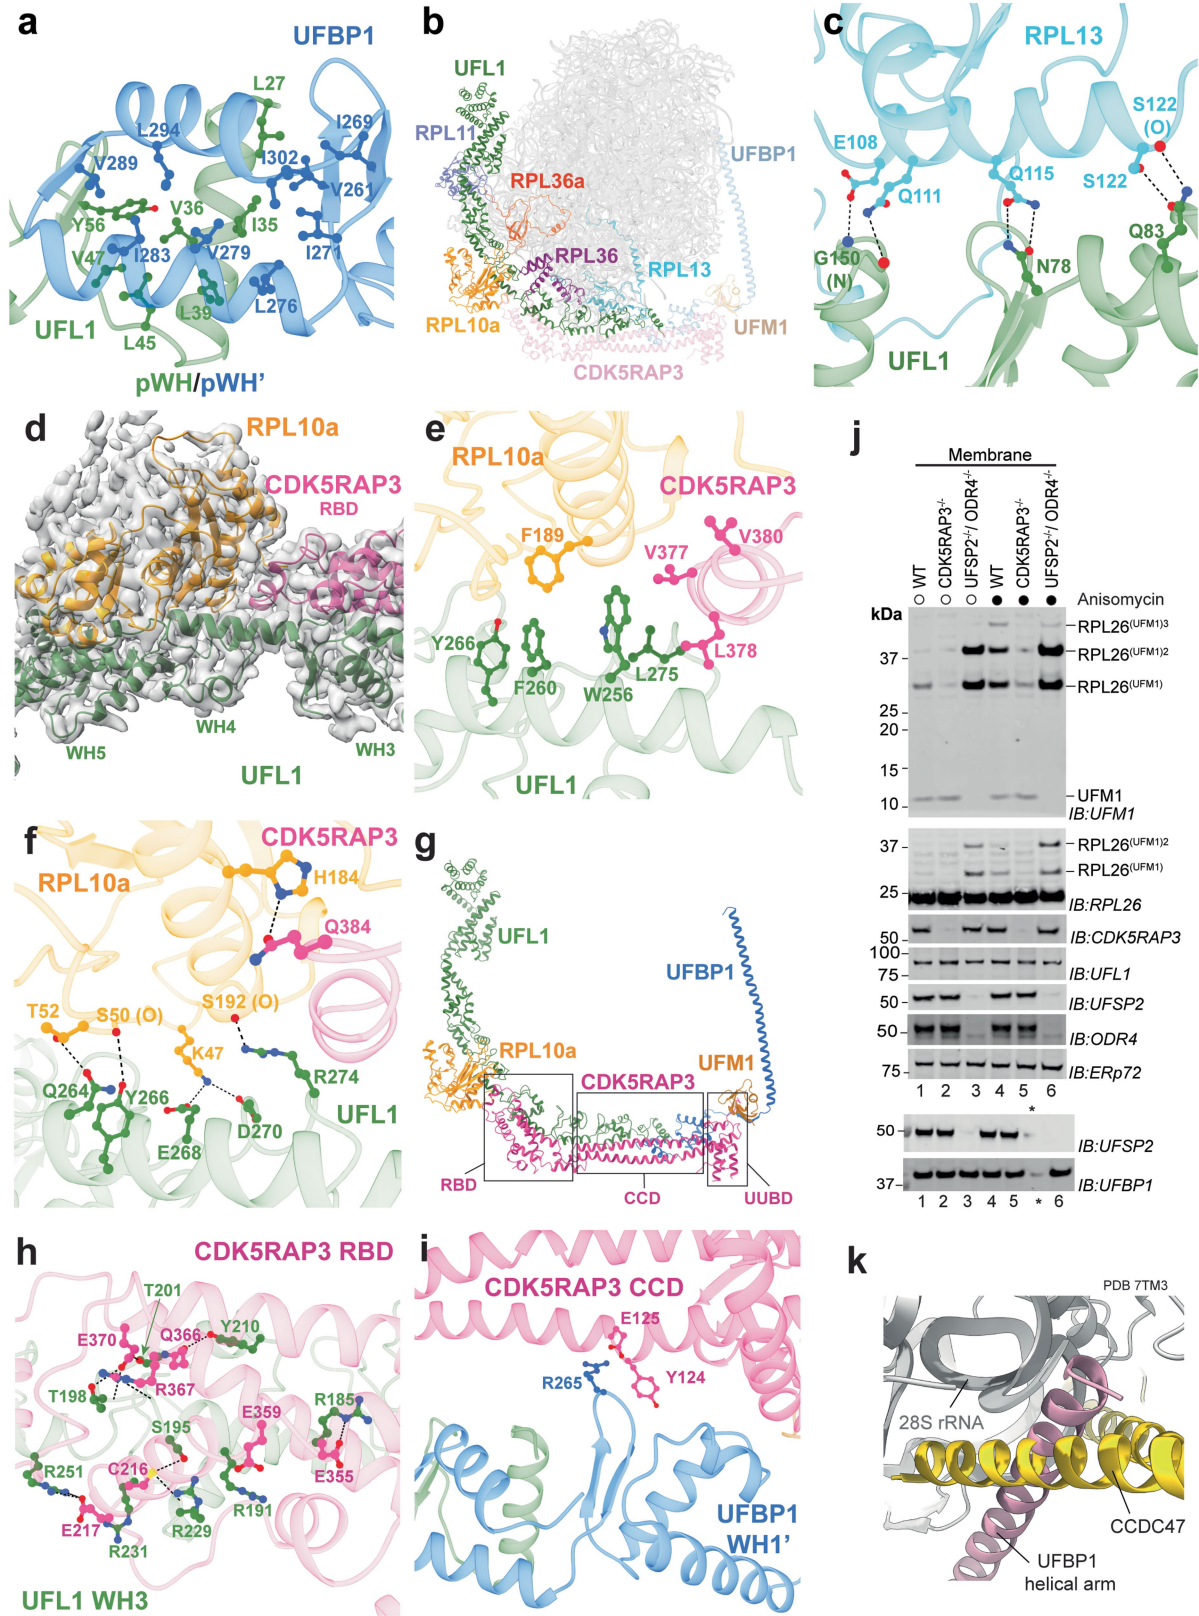 a
UFBP1
L27
L294
I269
V289
I302
V261
Y56
V36
I35
V47
I283
V279
I271
L39
L276
L45
UFL1
pWH/pWH’
b
UFL1
RPL11
UFBP1
RPL36a
RPL36
RPL13
RPL10a
UFM1
CDK5RAP3
c
RPL13
S122
(O)
E108
Q111
Q115
S122
Q83
G150
(N)
N78
UFL1
d
RPL10a
CDK5RAP3
RBD
WH5
WH4
WH3
UFL1
e
RPL10a
CDK5RAP3
F189
V380
V377
Y266
F260
W256
L275
L378
UFL1
f
CDK5RAP3
RPL10a
H184
Q384
T52
S50 (O)
S192 (O)
K47
Q264
Y266
R274
E268
D270
UFL1
g
UFL1
UFBP1
RPL10a
CDK5RAP3
UFM1
RBD
CCD
UUBD
h
CDK5RAP3 RBD
T201
E370
Q366
Y210
T198
R367
R185
S195
E359
R251
C216
E355
E217
R191
R231
R229
UFL1 WH3
i
CDK5RAP3 CCD
E125
R265
Y124
UFBP1
WH1’
j
Membrane
WT
CDK5RAP3-/-
UFSP2-/-/ ODR4-/-
WT
CDK5RAP3-/-
UFSP2-/-/ ODR4-/-
Anisomycin
kDa
RPL26(UFM1)3
RPL26(UFM1)2
37
RPL26(UFM1)
25
20
15
UFM1
10
IB:UFM1
37
RPL26(UFM1)2
RPL26(UFM1)
25
IB:RPL26
50
IB:CDK5RAP3
100
75
IB:UFL1
50
IB:UFSP2
50
IB:ODR4
75
IB:ERp72
1 2 3 4 5 6
*
50
IB:UFSP2
37
IB:UFBP1
1 2 3 4 5 * 6
k
PDB 7TM3
28S rRNA
CCDC47
UFBP1
helical arm